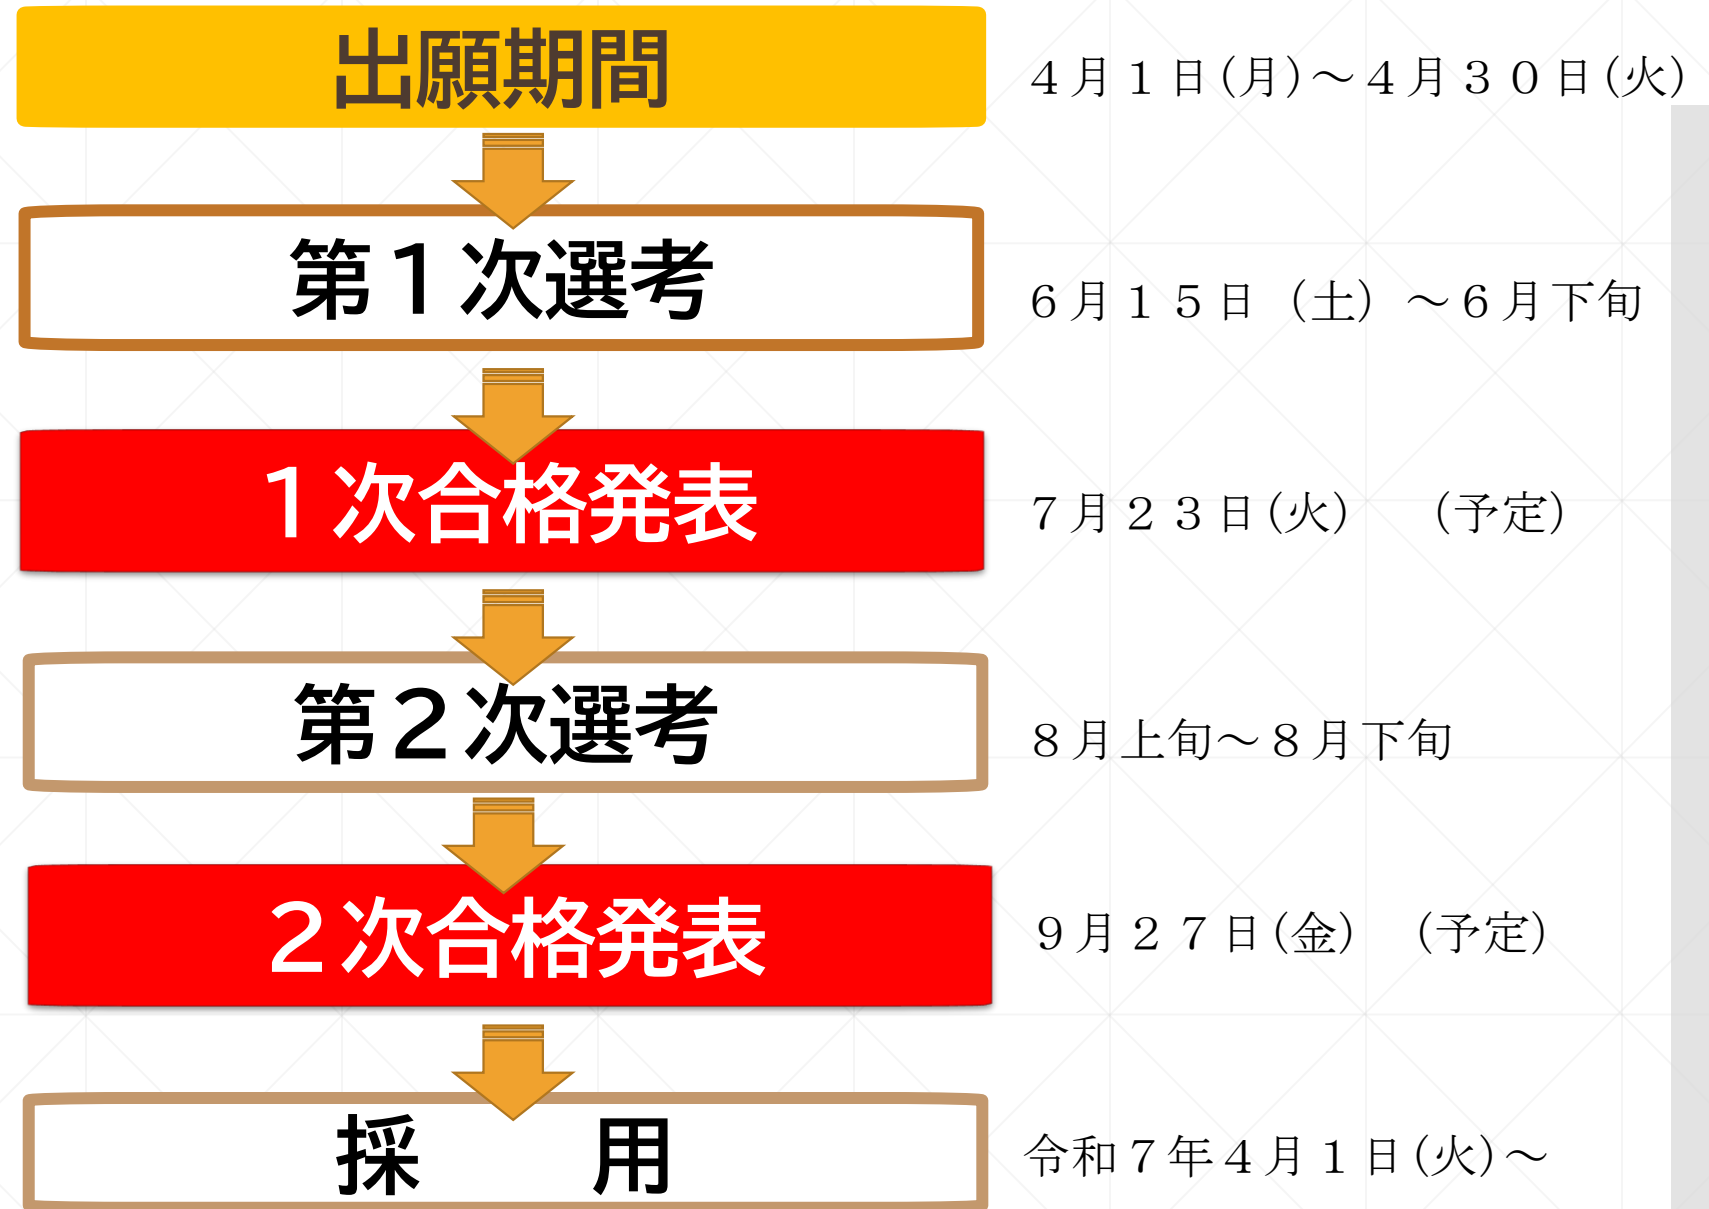 出願期間
４月１日(月)～４月３０日(火)
第１次選考
６月１５日（土）～６月下旬
１次合格発表
７月２３日(火)　（予定）
第２次選考
８月上旬～８月下旬
２次合格発表
９月２７日(金)　（予定）
採　　用
令和７年４月１日(火)～